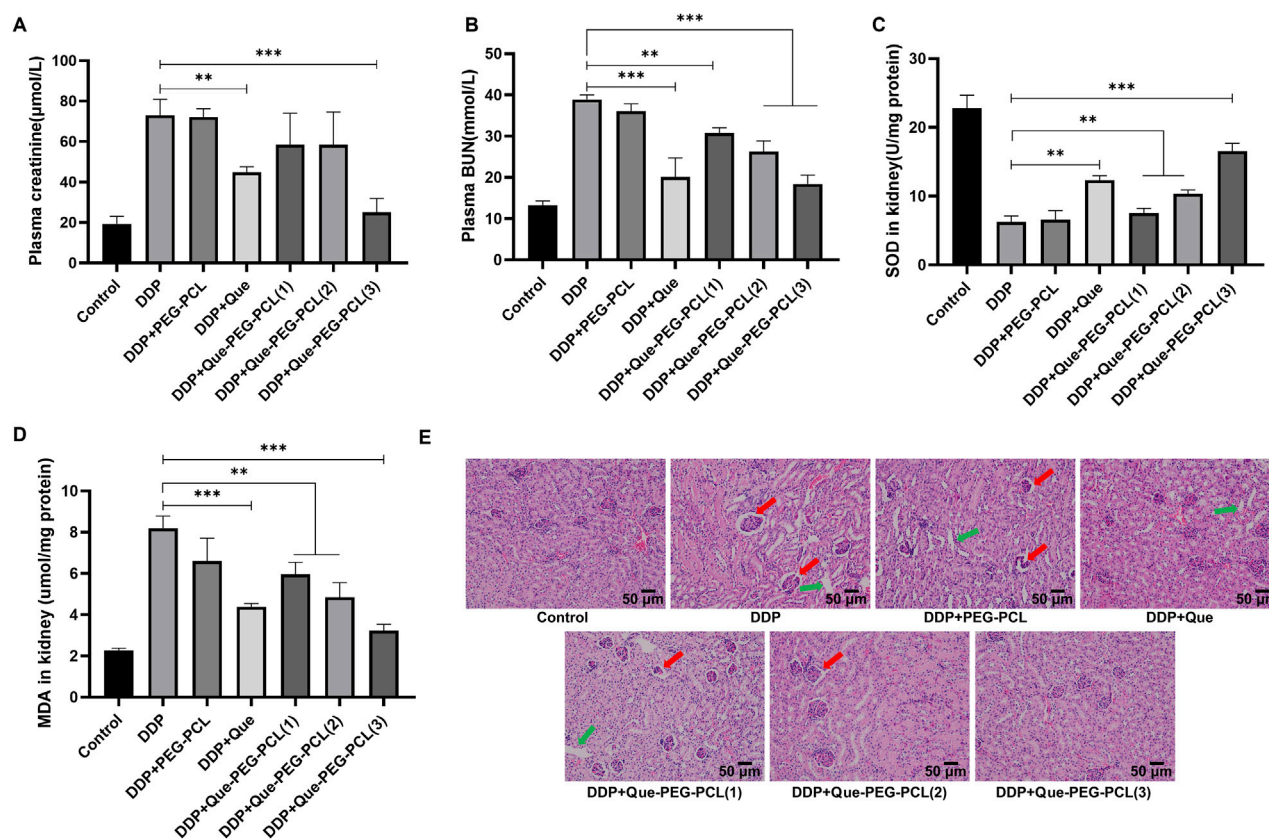 A
Plasma creatinine(μmol/L)
100
80
60
40
20
0
***
**
Control
DDP
DDP+PEG-PCL
DDP+Que
DDP+Que-PEG-PCL(1)
DDP+Que-PEG-PCL(2)
DDP+Que-PEG-PCL(3)
B
Plasma BUN(mmol/L)
50
40
30
20
10
0
***
**
***
Control
DDP
DDP+PEG-PCL
DDP+Que
DDP+Que-PEG-PCL(1)
DDP+Que-PEG-PCL(2)
DDP+Que-PEG-PCL(3)
C
SOD in kidney(U/mg protein)
30
20
10
0
***
**
**
Control
DDP
DDP+PEG-PCL
DDP+Que
DDP+Que-PEG-PCL(1)
DDP+Que-PEG-PCL(2)
DDP+Que-PEG-PCL(3)
D
MDA in kidney (umol/mg protein)
10
8
6
4
2
0
***
**
***
Control
DDP
DDP+PEG-PCL
DDP+Que
DDP+Que-PEG-PCL(1)
DDP+Que-PEG-PCL(2)
DDP+Que-PEG-PCL(3)
E
50 μm
50 μm
50 μm
50 μm
Control
DDP
DDP+PEG-PCL
DDP+Que
50 μm
50 μm
50 μm
DDP+Que-PEG-PCL(1)
DDP+Que-PEG-PCL(2)
DDP+Que-PEG-PCL(3)